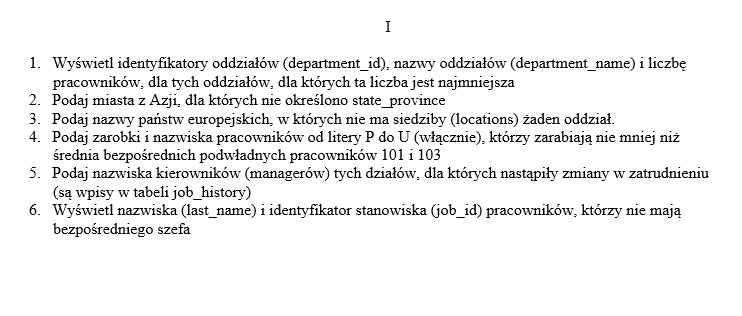 I
1. Wyświetl identyfikatory oddziałów (department_id), nazwy oddziałów (department_name) i liczbę
pracowników, dla tych oddziałów, dla których ta liczba jest najmniejsza
2. Podaj miasta z Azji, dla których nie określono state_province
3. Podaj nazwy państw europejskich, w których nie ma siedziby (locations) żaden oddział.
4. Podaj zarobki i nazwiska pracowników od litery P do U (włącznie), którzy zarabiają nie mniej niż
średnia bezpośrednich podwładnych pracowników 101 i 103
5. Podaj nazwiska kierowników (managerów) tych działów, dla których nastąpiły zmiany w zatrudnieniu
(są wpisy w tabeli job_history)
6. Wyświetl nazwiska (last_name) i identyfikator stanowiska (job_id) pracowników, którzy nie mają
bezpośredniego szefa